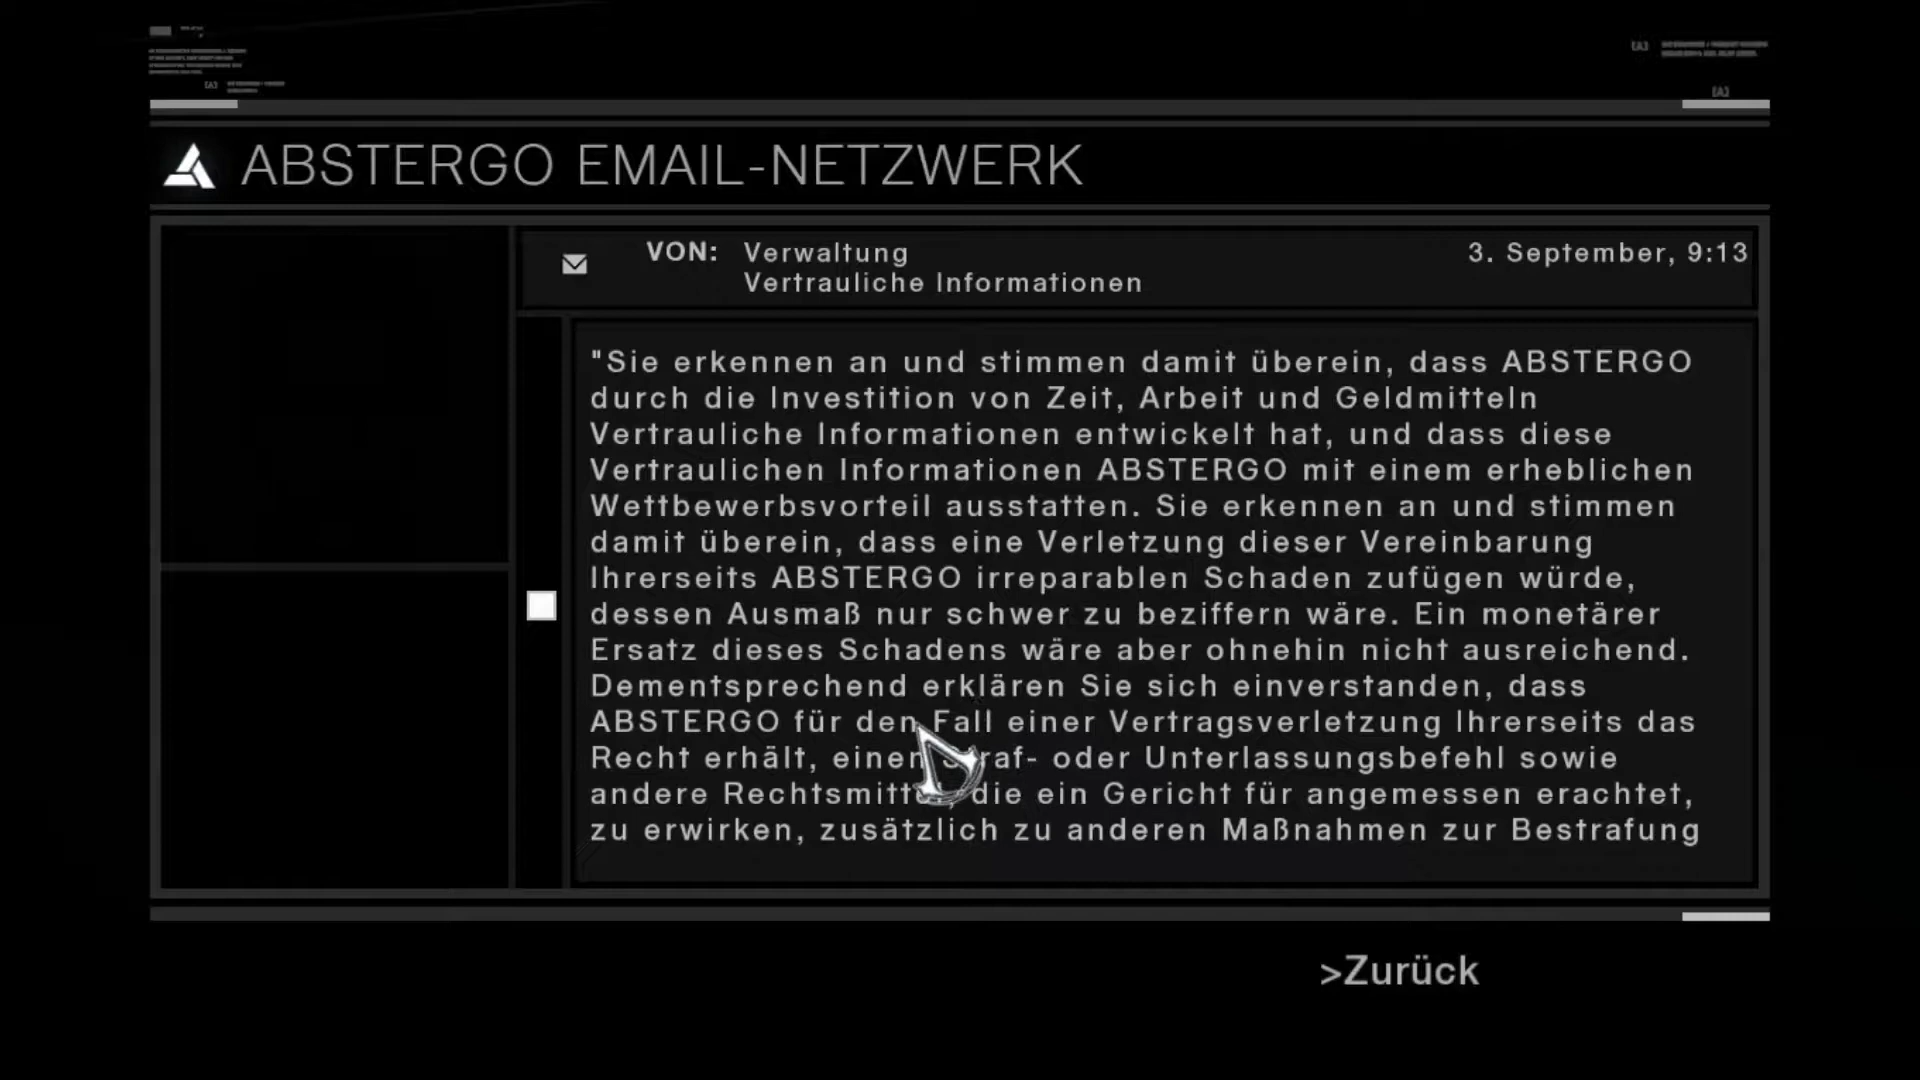 ABSTERGO EMAIL-NETZWERK
VON: Verwaltung
3. September, 9:13
Vertrauliche Informationen
"Sie erkennen an und stimmen damit überein, dass ABSTERGO
durch die Investition von Zeit, Arbeit und Geldmitteln
Vertrauliche Informationen entwickelt hat, und dass diese
Vertraulichen Informationen ABSTERGO mit einem erheblichen
Wettbewerbsvorteil ausstatten. Sie erkennen an und stimmen
damit überein, dass eine Verletzung dieser Vereinbarung
Ihrerseits ABSTERGO irreparablen Schaden zufügen würde,
dessen Ausmaß nur schwer zu beziffern wäre. Ein monetärer
Ersatz dieses Schadens wäre aber ohnehin nicht ausreichend.
Dementsprechend erklären Sie sich einverstanden, dass
ABSTERGO für den Fall einer Vertragsverletzung Ihrerseits das
Recht erhält, einen oder Unterlassungsbefehl sowie
andere die ein Gericht für angemessen erachtet,
zu erwirken, zusätzlich zu anderen Maßnahmen zur Bestrafung
>Zurück